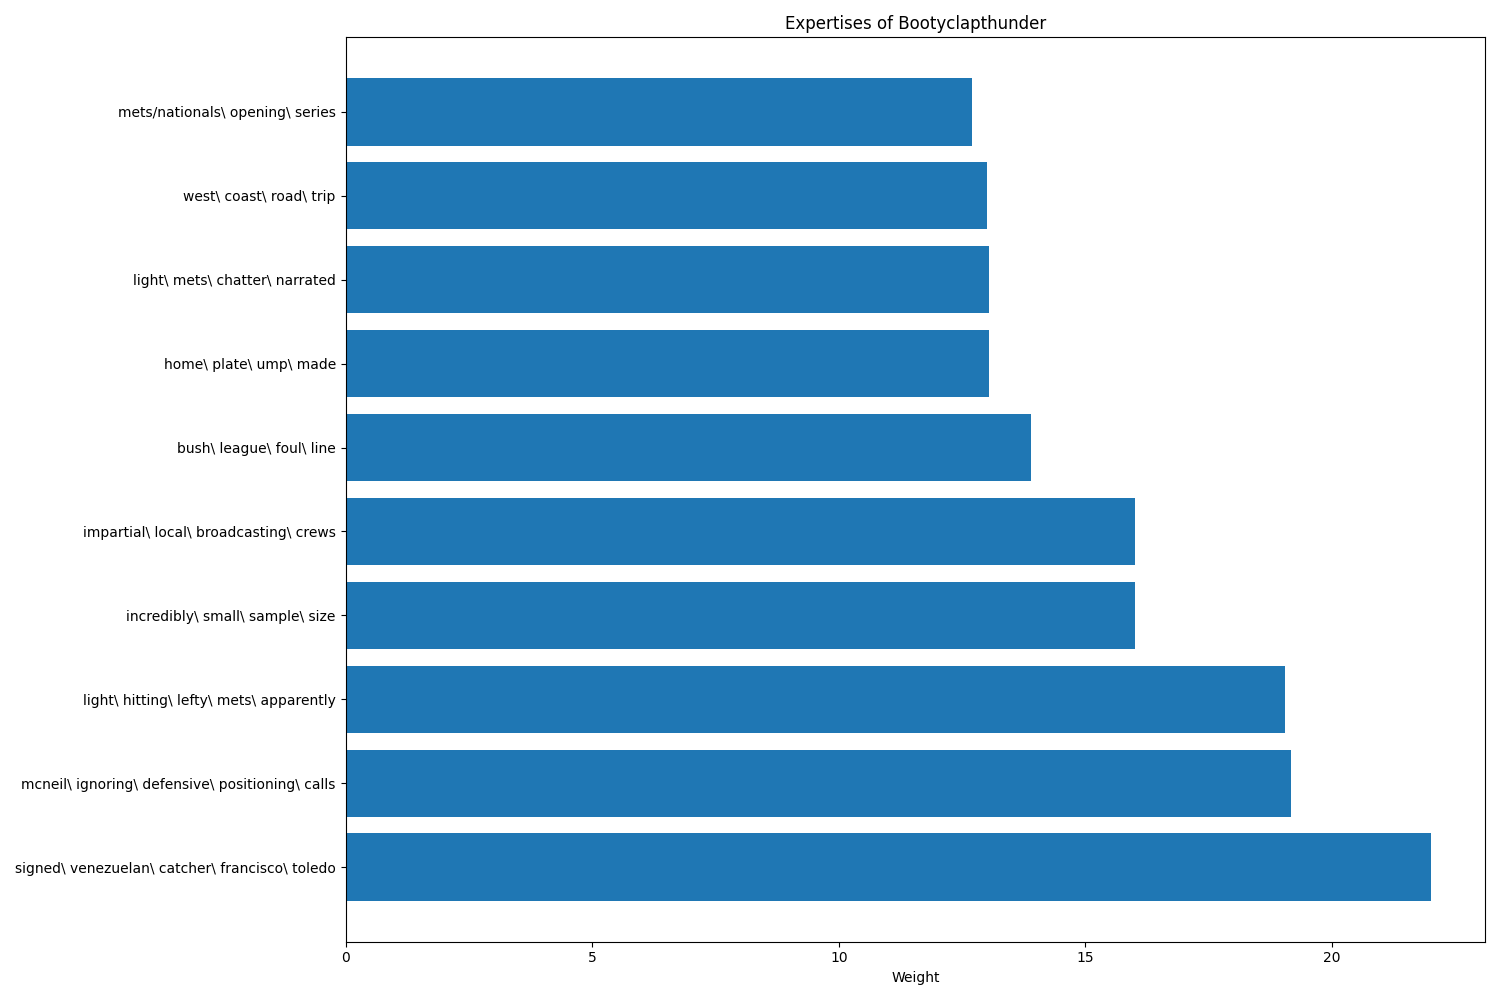 Expertises of Bootyclapthunder
mets/nationals\ opening\ series
west\ coast\ road\ trip
light\ mets\ chatter\ narrated
home\ plate\ ump\ made
bush\ league\ foul\ line
impartial\ local\ broadcasting\ crews
incredibly\ small\ sample\ size
light\ hitting\ lefty\ mets\ apparently
mcneil\ ignoring\ defensive\ positioning\ calls
signed\ venezuelan\ catcher\ francisco\ toledo
0 5 10 15 20
Weight